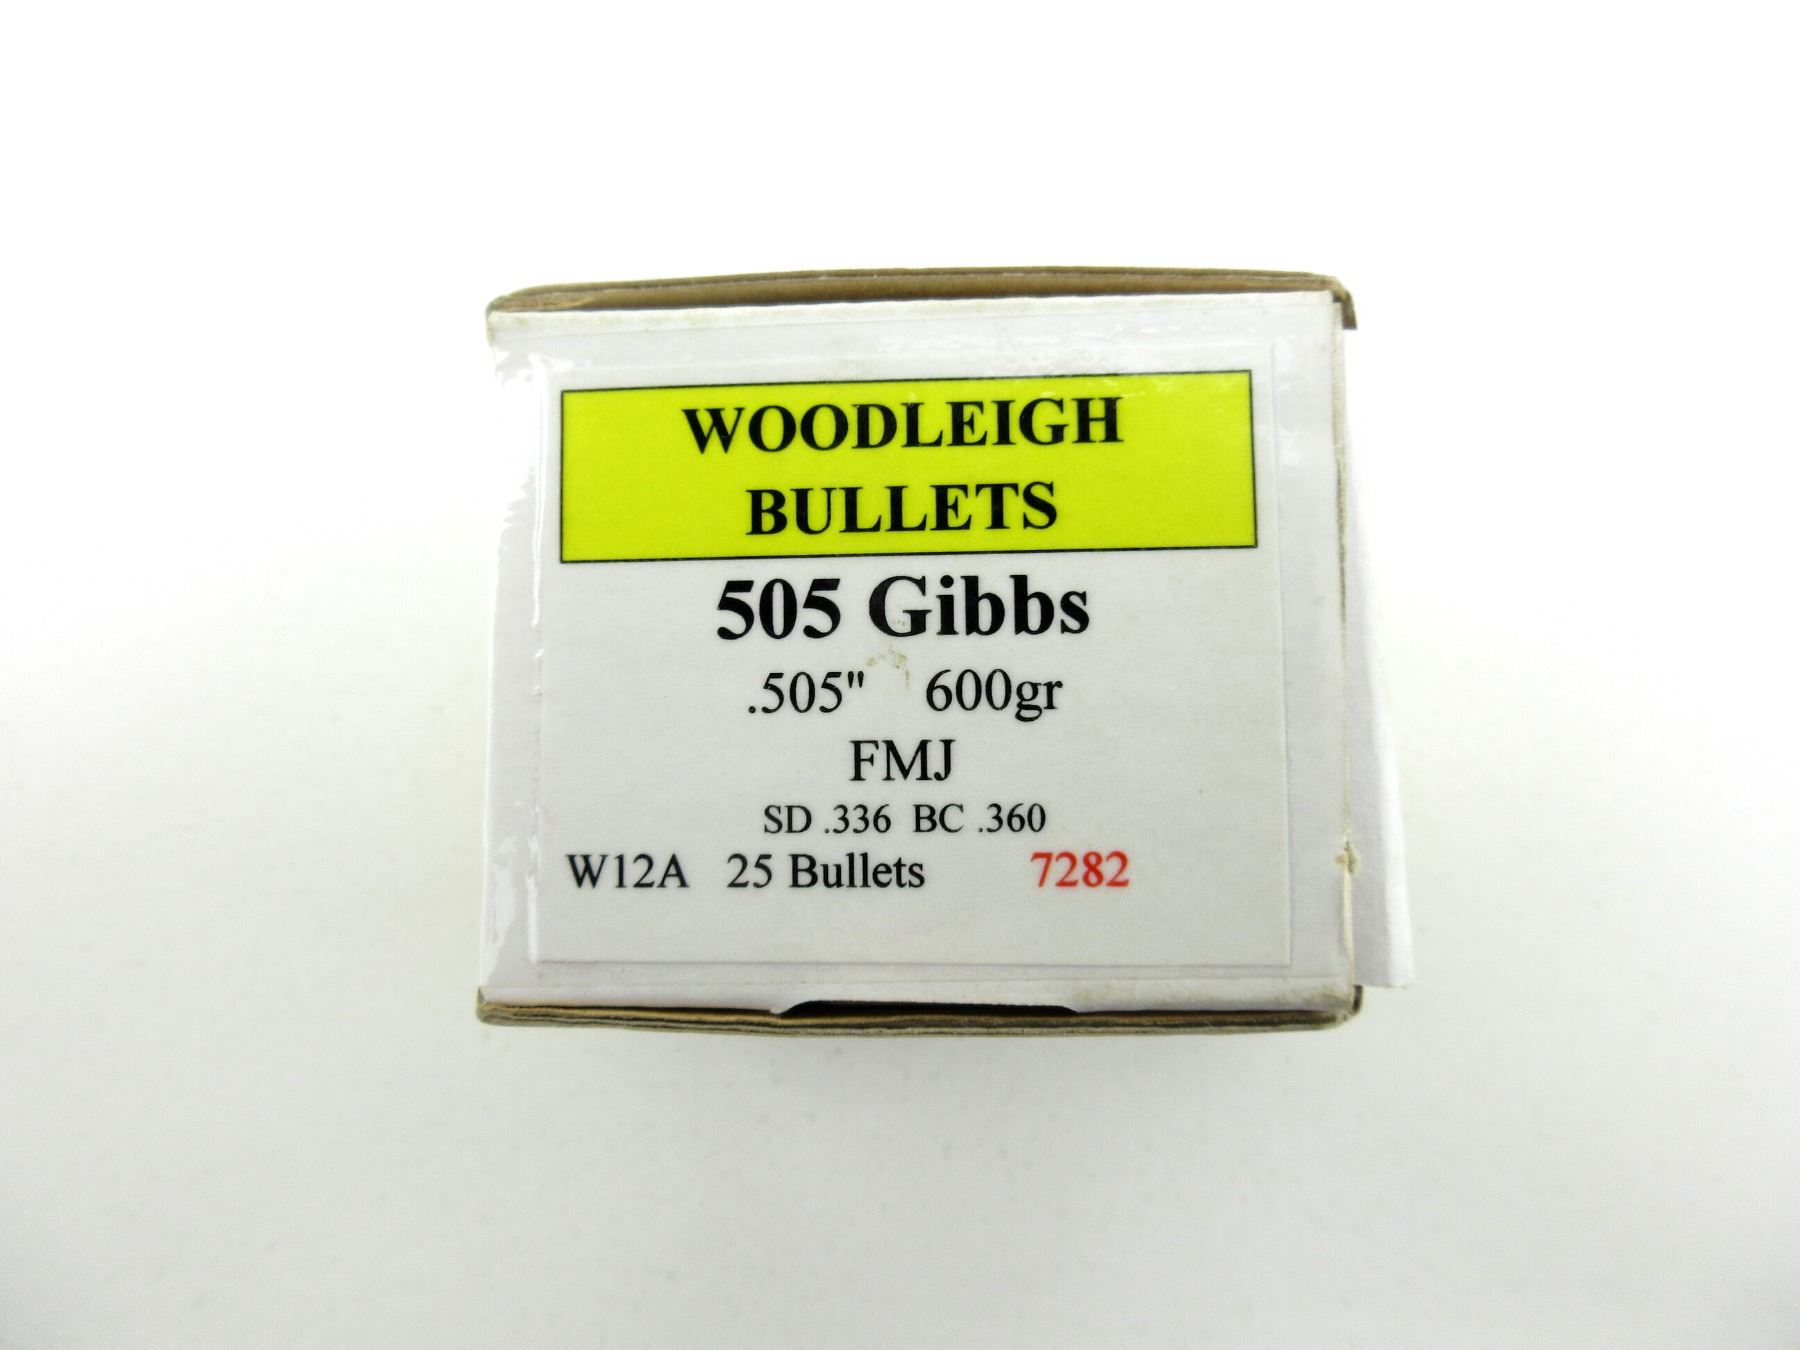 WOODLEIGH
BULLETS
505 Gibbs
.505" 600gr
FMJ
SD .336 BC .360
W12A 25 Bullets 7282